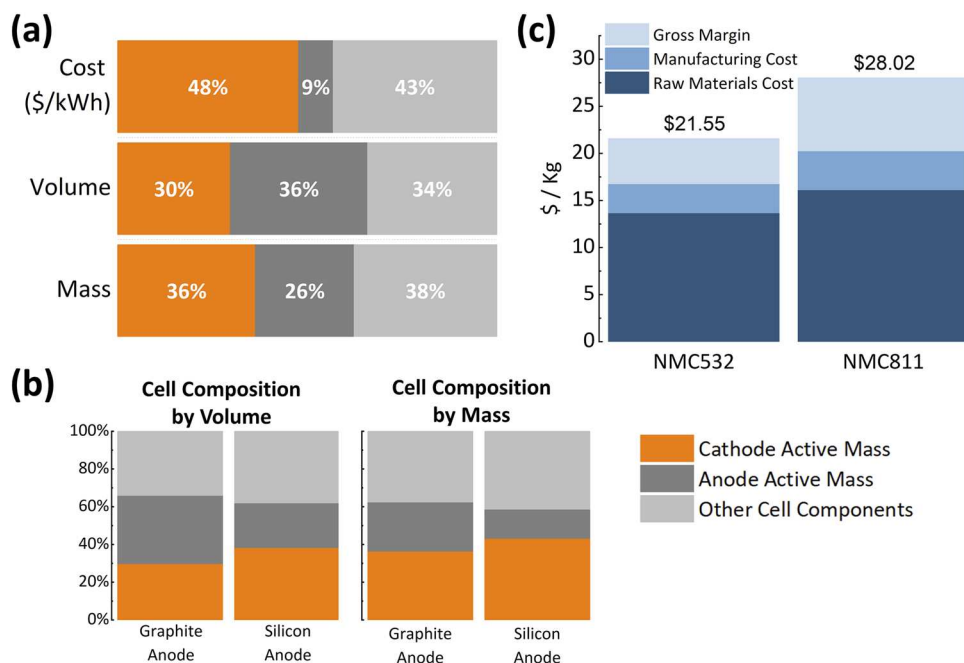 (a)
Cost
($/kWh)
48%
9%
43%
Volume
30%
36%
34%
Mass
36%
26%
38%
(c)
Gross Margin
Manufacturing Cost
Raw Materials Cost
$21.55
$28.02
$ / Kg
30
25
20
15
10
5
0
NMC532
NMC811
(b)
Cell Composition
by Volume
Cell Composition
by Mass
100%
80%
60%
40%
20%
0%
Graphite
Anode
Silicon
Anode
Graphite
Anode
Silicon
Anode
Cathode Active Mass
Anode Active Mass
Other Cell Components